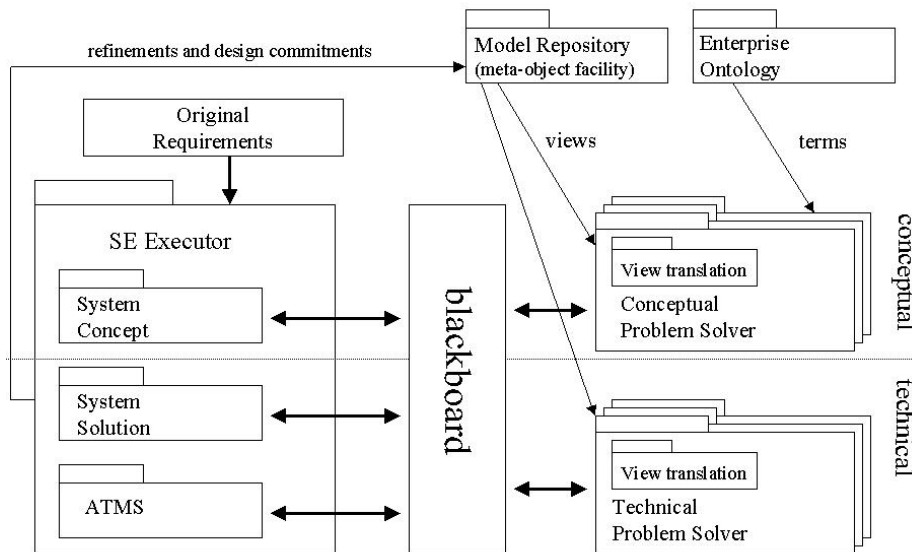 refinements and design commitments
Model Repository
(meta-object facility)
Enterprise
Ontology
Original
Requirements
views
terms
SE Executor
System
Concept
blackboard
View translation
Conceptual
Problem Solver
conceptual
System
Solution
ATMS
View translation
Technical
Problem Solver
technical